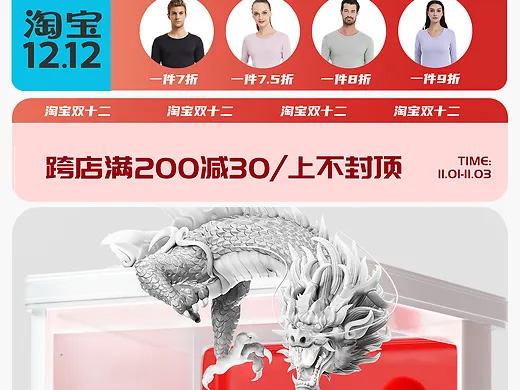 淘宝
12.12
一件7折
一件7.5折
一件8折
一件9折
淘宝双十二
淘宝双十二
淘宝双十二
淘宝双十二
跨店满200减30/上不封顶
TIME:
11.01-11.03